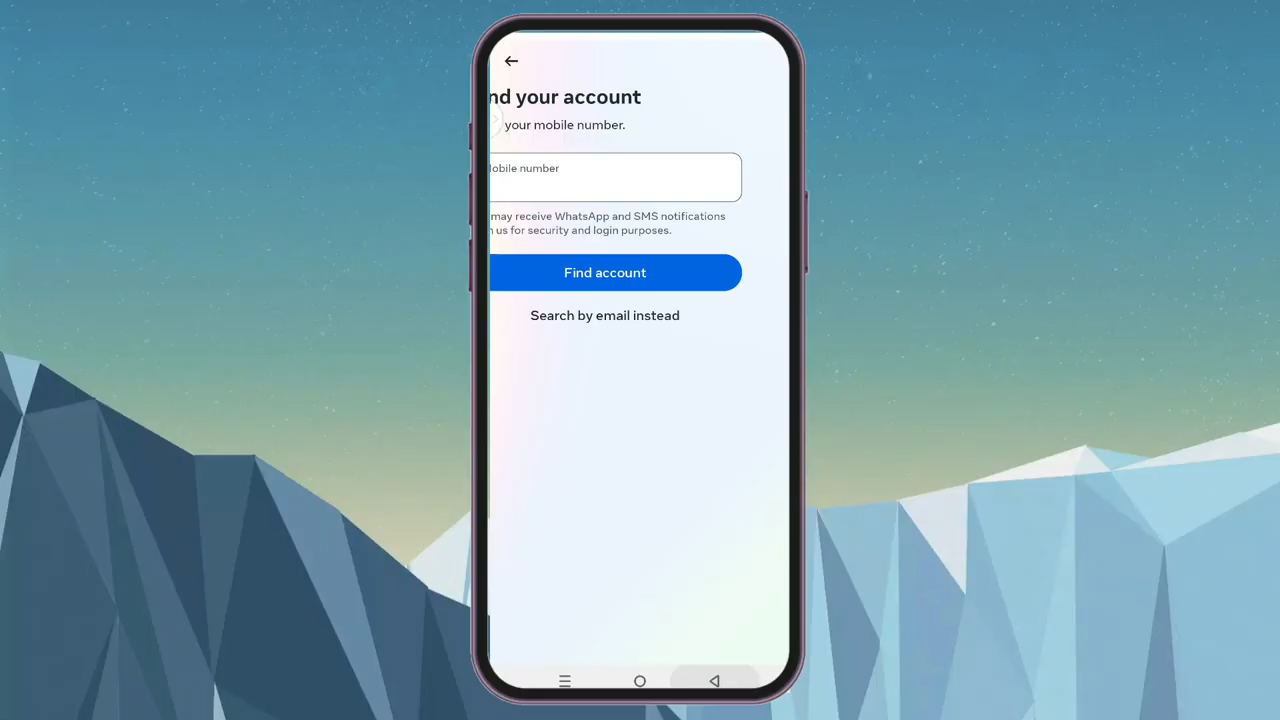 nd your account
your mobile number.
obile number
may receive WhatsApp and SMS notifications
us for security and login purposes.
Find account
Search by email instead